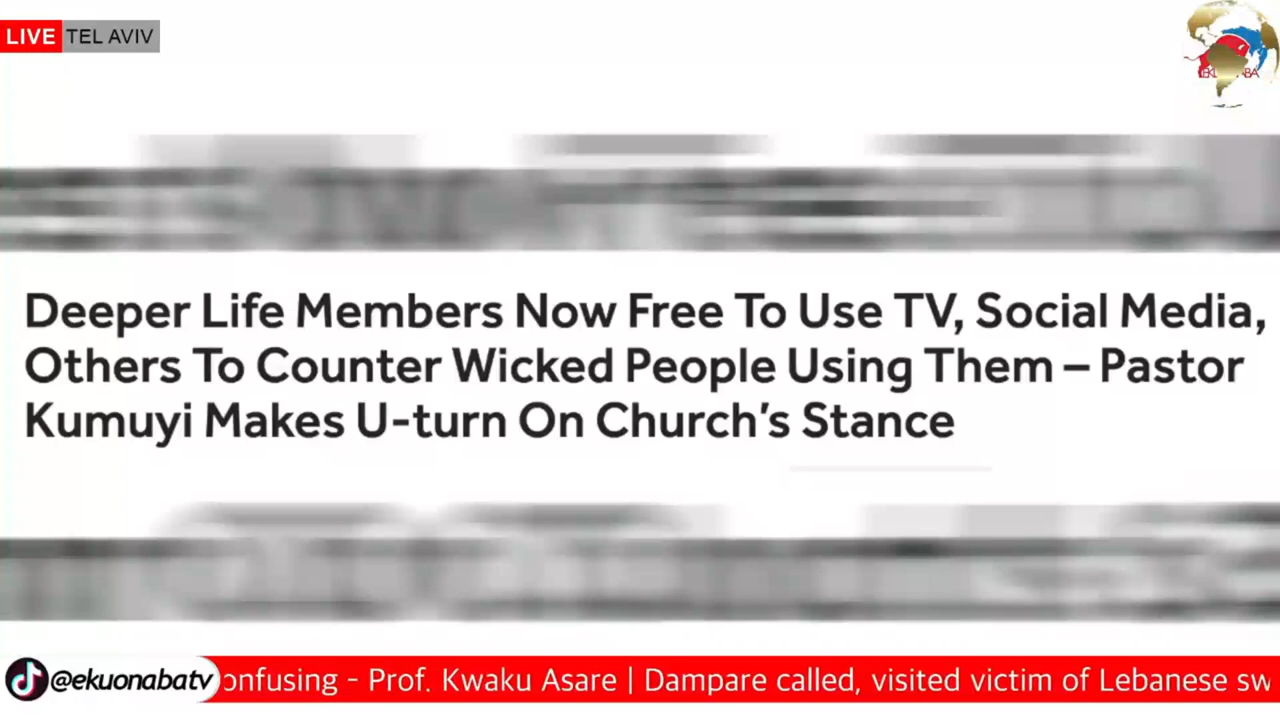 LIVE TEL AVIV
Deeper Life Members Now Free To Use TV, Social Media,
Others To Counter Wicked People Using Them – Pastor
Kumuyi Makes U-turn On Church's Stance
@ekuonabatv onfusing - Prof. Kwaku Asare | Dampare called, visited victim of Lebanese sw